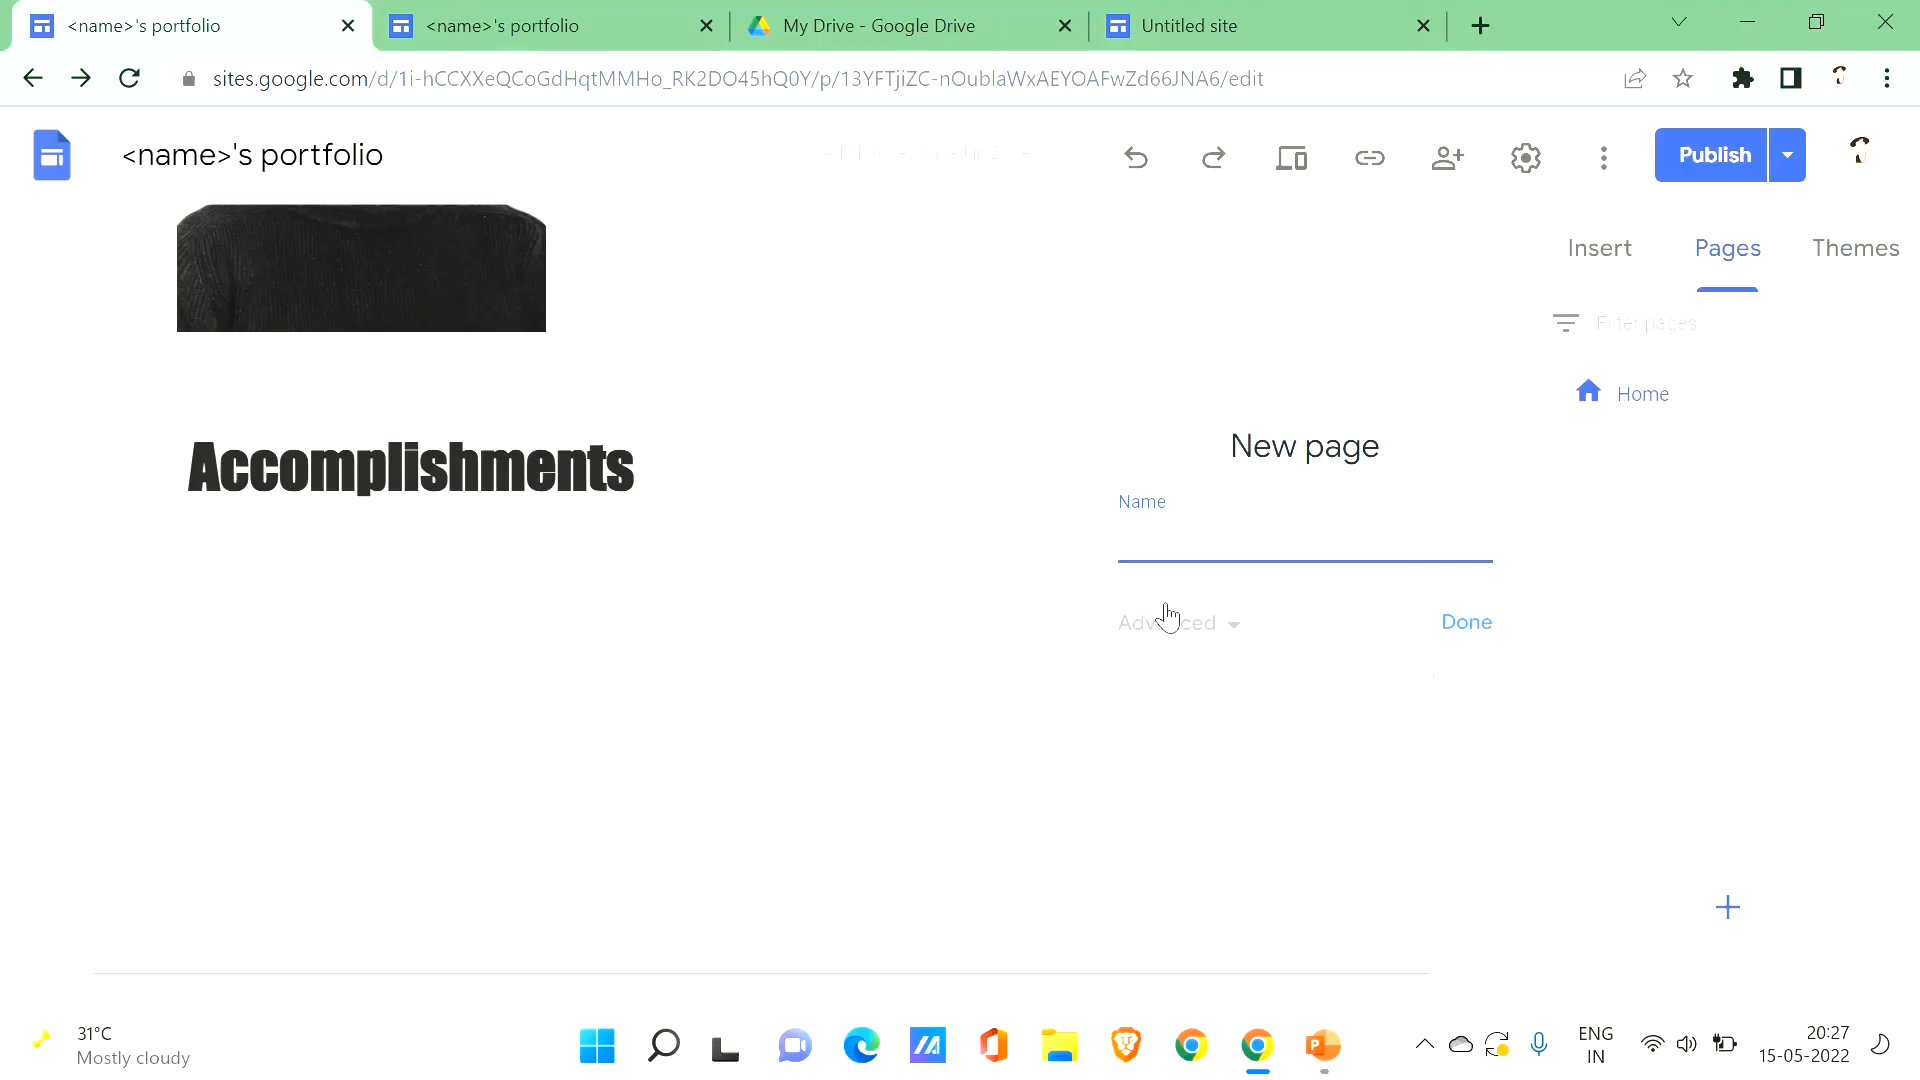 <name>'s portfolio
<name>'s portfolio
My Drive - Google Drive
Untitled site
sites.google.com/d/1i-hCCXXeQCoGdHqtMMHo_RK2DO45hQ0Y/p/13YFTjiZC-nOublaWxAEYOAFwZd66JNA6/edit
<name>'s portfolio
Publish
Insert
Pages
Themes
Filter pages
Home
Accomplishments
New page
Name
Done
31°C
Mostly cloudy
ENG
IN
20:27
15-05-2022